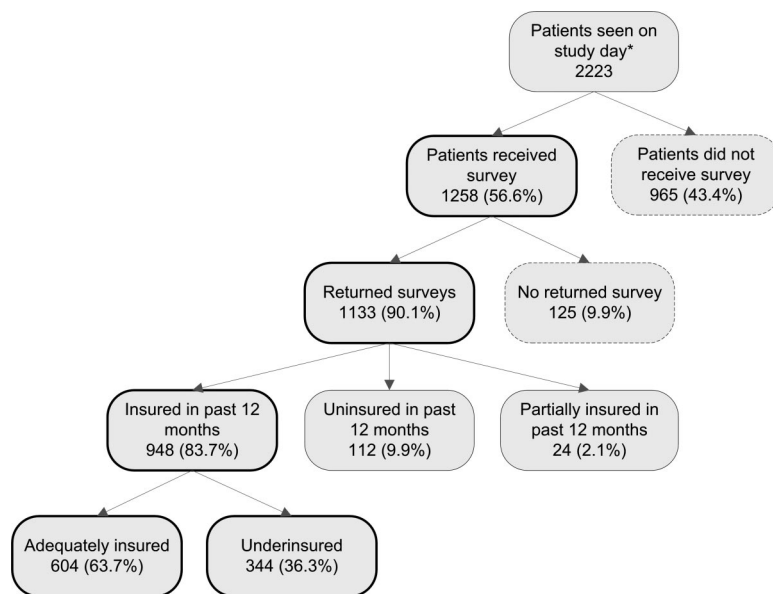 Patients seen on
study day*
2223
Patients received
survey
1258 (56.6%)
Patients did not
receive survey
965 (43.4%)
Returned surveys
1133 (90.1%)
No returned survey
125 (9.9%)
Insured in past 12
months
948 (83.7%)
Uninsured in past
12 months
112 (9.9%)
Partially insured in
past 12 months
24 (2.1%)
Adequately insured
604 (63.7%)
Underinsured
344 (36.3%)